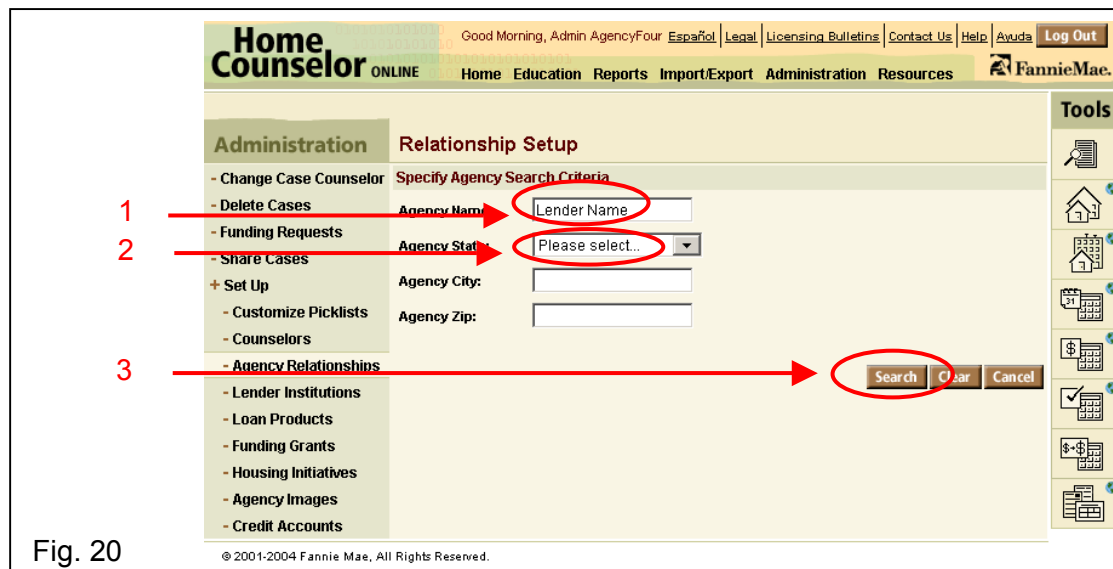 Home
Counselor ONLINE
Good Morning, Admin AgencyFour Español Legal Licensing Bulletins Contact Us Help Ayuda Log Out
Home Education Reports Import/Export Administration Resources
FannieMae.
Tools
Administration
- Change Case Counselor
- Delete Cases
- Funding Requests
- Share Cases
+ Set Up
- Customize Picklists
- Counselors
- Agency Relationships
- Lender Institutions
- Loan Products
- Funding Grants
- Housing Initiatives
- Agency Images
- Credit Accounts
Relationship Setup
Specify Agency Search Criteria
1
Agency Name: Lender Name
2
Agency State: Please select...
Agency City:
Agency Zip:
3
Search Clear Cancel
31
$
$→$
Fig. 20
© 2001-2004 Fannie Mae, All Rights Reserved.